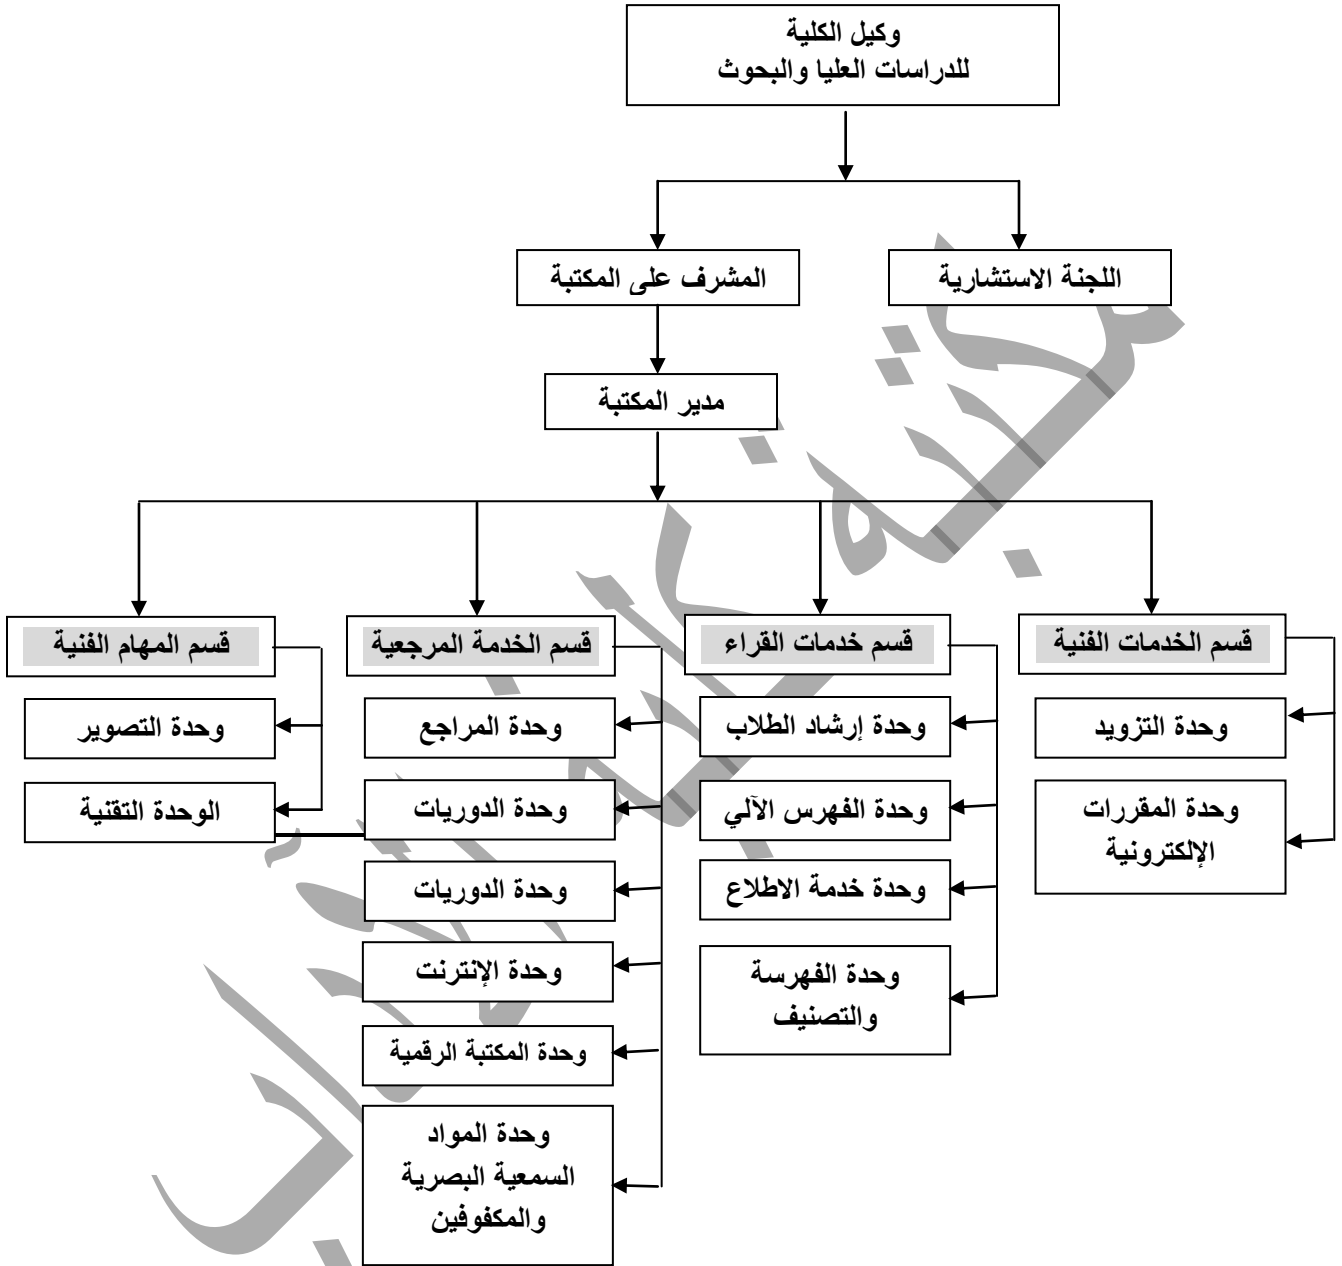 وكيل الكلية
للدراسات العليا والبحوث
اللجنة الاستشارية
المشرف على المكتبة
مدير المكتبة
قسم الخدمات الفنية
وحدة التزويد
وحدة المقررات
الإلكترونية
قسم خدمات القراء
وحدة إرشاد الطلاب
وحدة الفهرس الآلي
وحدة خدمة الاطلاع
وحدة الفهرسة
والتصنيف
قسم الخدمة المرجعية
وحدة المراجع
وحدة الدوريات
وحدة الدوريات
وحدة الإنترنت
وحدة المكتبة الرقمية
وحدة المواد
السمعية البصرية
والمكفوفين
قسم المهام الفنية
وحدة التصوير
الوحدة التقنية
مكتبة كلية الآداب